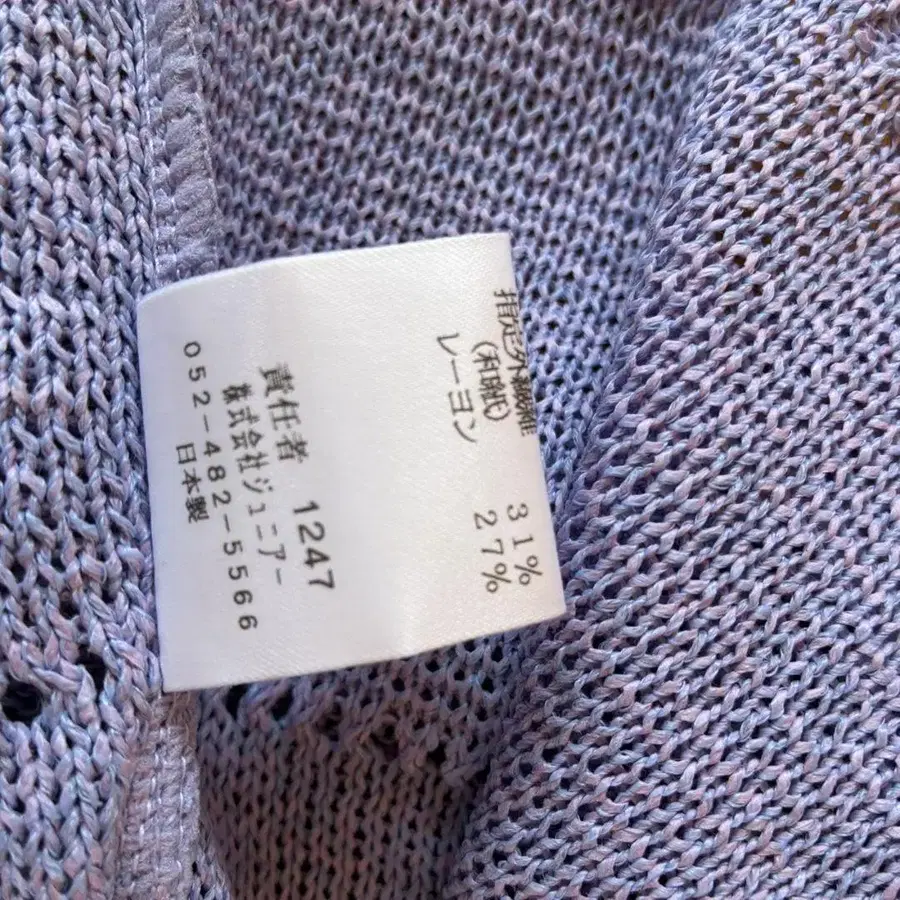 指定外繊維
(和紙) 31%
レーヨン 27%
責任者 1247
株式会社ジュニアー
052-482-5566
日本製